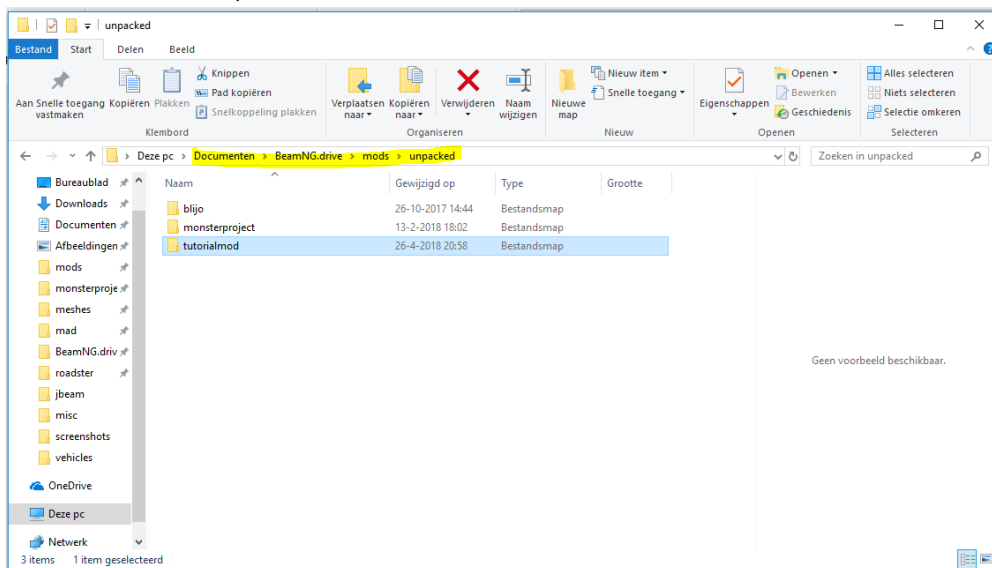 unpacked
Bestand Start Delen Beeld
Aan Snelle toegang vastmaken
Kopiëren
Plakken
Knippen
Pad kopiëren
Snelkoppeling plakken
Klembord
Verplaatsen naar
Kopiëren naar
Verwijderen
Naam wijzigen
Organiseren
Nieuwe map
Nieuw item
Snelle toegang
Nieuw
Eigenschappen
Openen
Bewerken
Geschiedenis
Openen
Alles selecteren
Niets selecteren
Selectie omkeren
Selecteren
Deze pc > Documenten > BeamNG.drive > mods > unpacked
Zoeken in unpacked
Bureaublad
Downloads
Documenten
Afbeeldingen
mods
monsterproje
meshes
mad
BeamNG.driv
roadster
jbeam
misc
screenshots
vehicles
OneDrive
Deze pc
Netwerk
Naam Gewijzigd op Type Grootte
blijo 26-10-2017 14:44 Bestandsmap
monsterproject 13-2-2018 18:02 Bestandsmap
tutorialmod 26-4-2018 20:58 Bestandsmap
Geen voorbeeld beschikbaar.
3 items 1 item geselecteerd